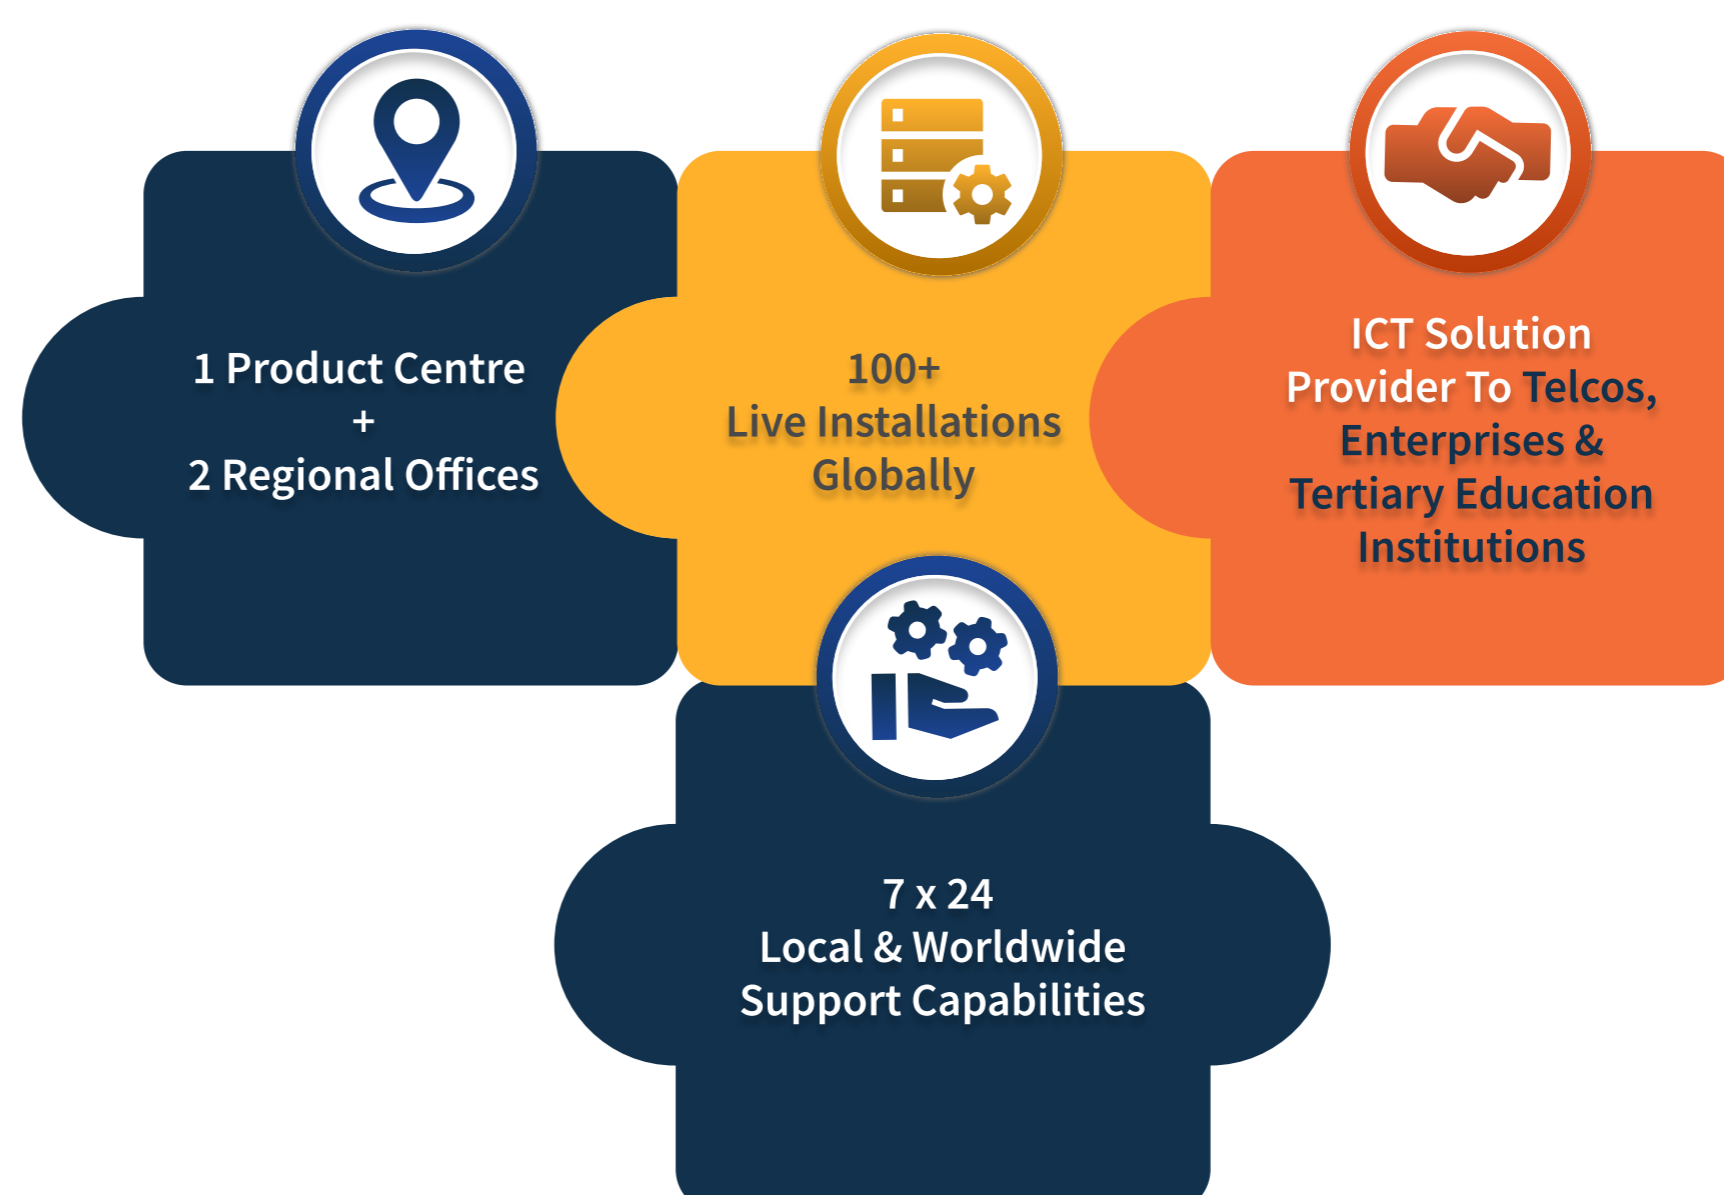 1 Product Centre
+
2 Regional Offices
100+
Live Installations
Globally
ICT Solution
Provider To Telcos,
Enterprises &
Tertiary Education
Institutions
7 x 24
Local & Worldwide
Support Capabilities